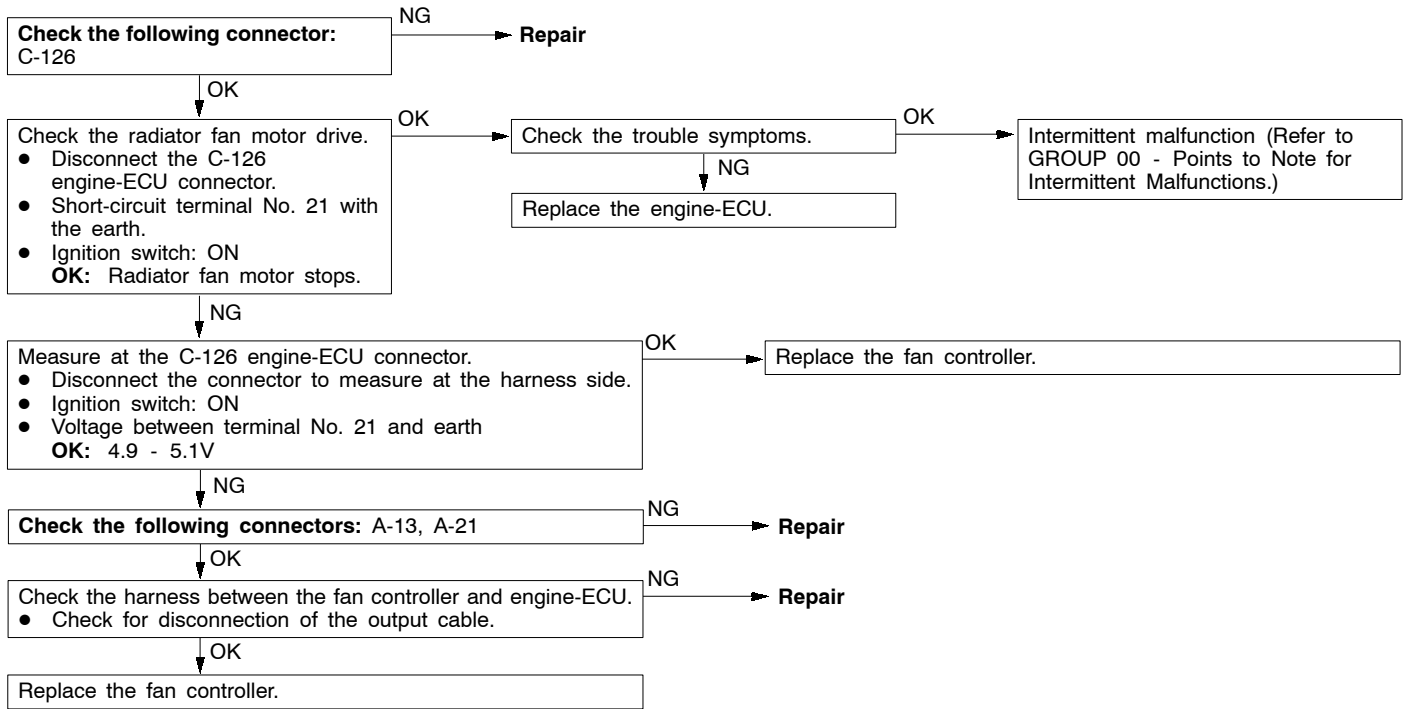 Check the following connector:
C-126
NG
Repair
OK
Check the radiator fan motor drive.
● Disconnect the C-126
engine-ECU connector.
● Short-circuit terminal No. 21 with
the earth.
● Ignition switch: ON
OK: Radiator fan motor stops.
OK
Check the trouble symptoms.
OK
Intermittent malfunction (Refer to
GROUP 00 - Points to Note for
Intermittent Malfunctions.)
NG
Replace the engine-ECU.
NG
Measure at the C-126 engine-ECU connector.
● Disconnect the connector to measure at the harness side.
● Ignition switch: ON
● Voltage between terminal No. 21 and earth
OK: 4.9 - 5.1V
OK
Replace the fan controller.
NG
Check the following connectors: A-13, A-21
NG
Repair
OK
Check the harness between the fan controller and engine-ECU.
● Check for disconnection of the output cable.
NG
Repair
OK
Replace the fan controller.